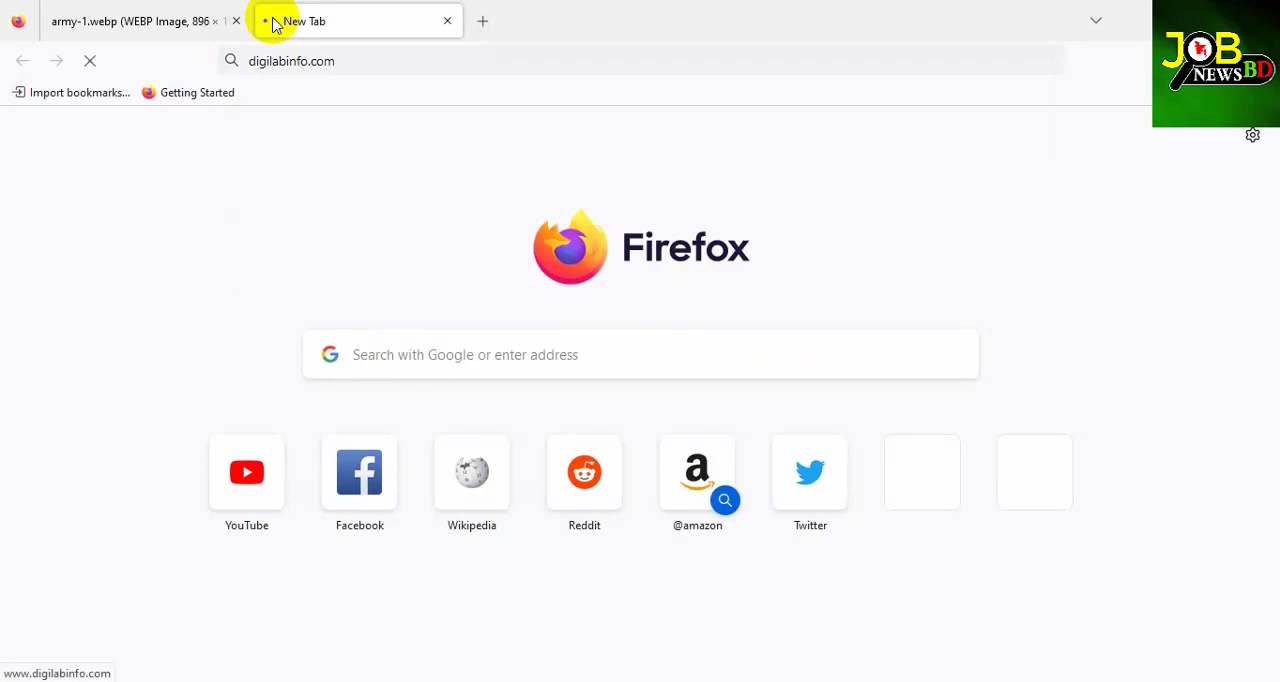 army-1.webp (WEBP Image, 896 × 1
New Tab
digilabinfo.com
Import bookmarks...
Getting Started
JOB
NEWS BD
Firefox
Search with Google or enter address
YouTube
Facebook
Wikipedia
Reddit
@amazon
Twitter
www.digilabinfo.com